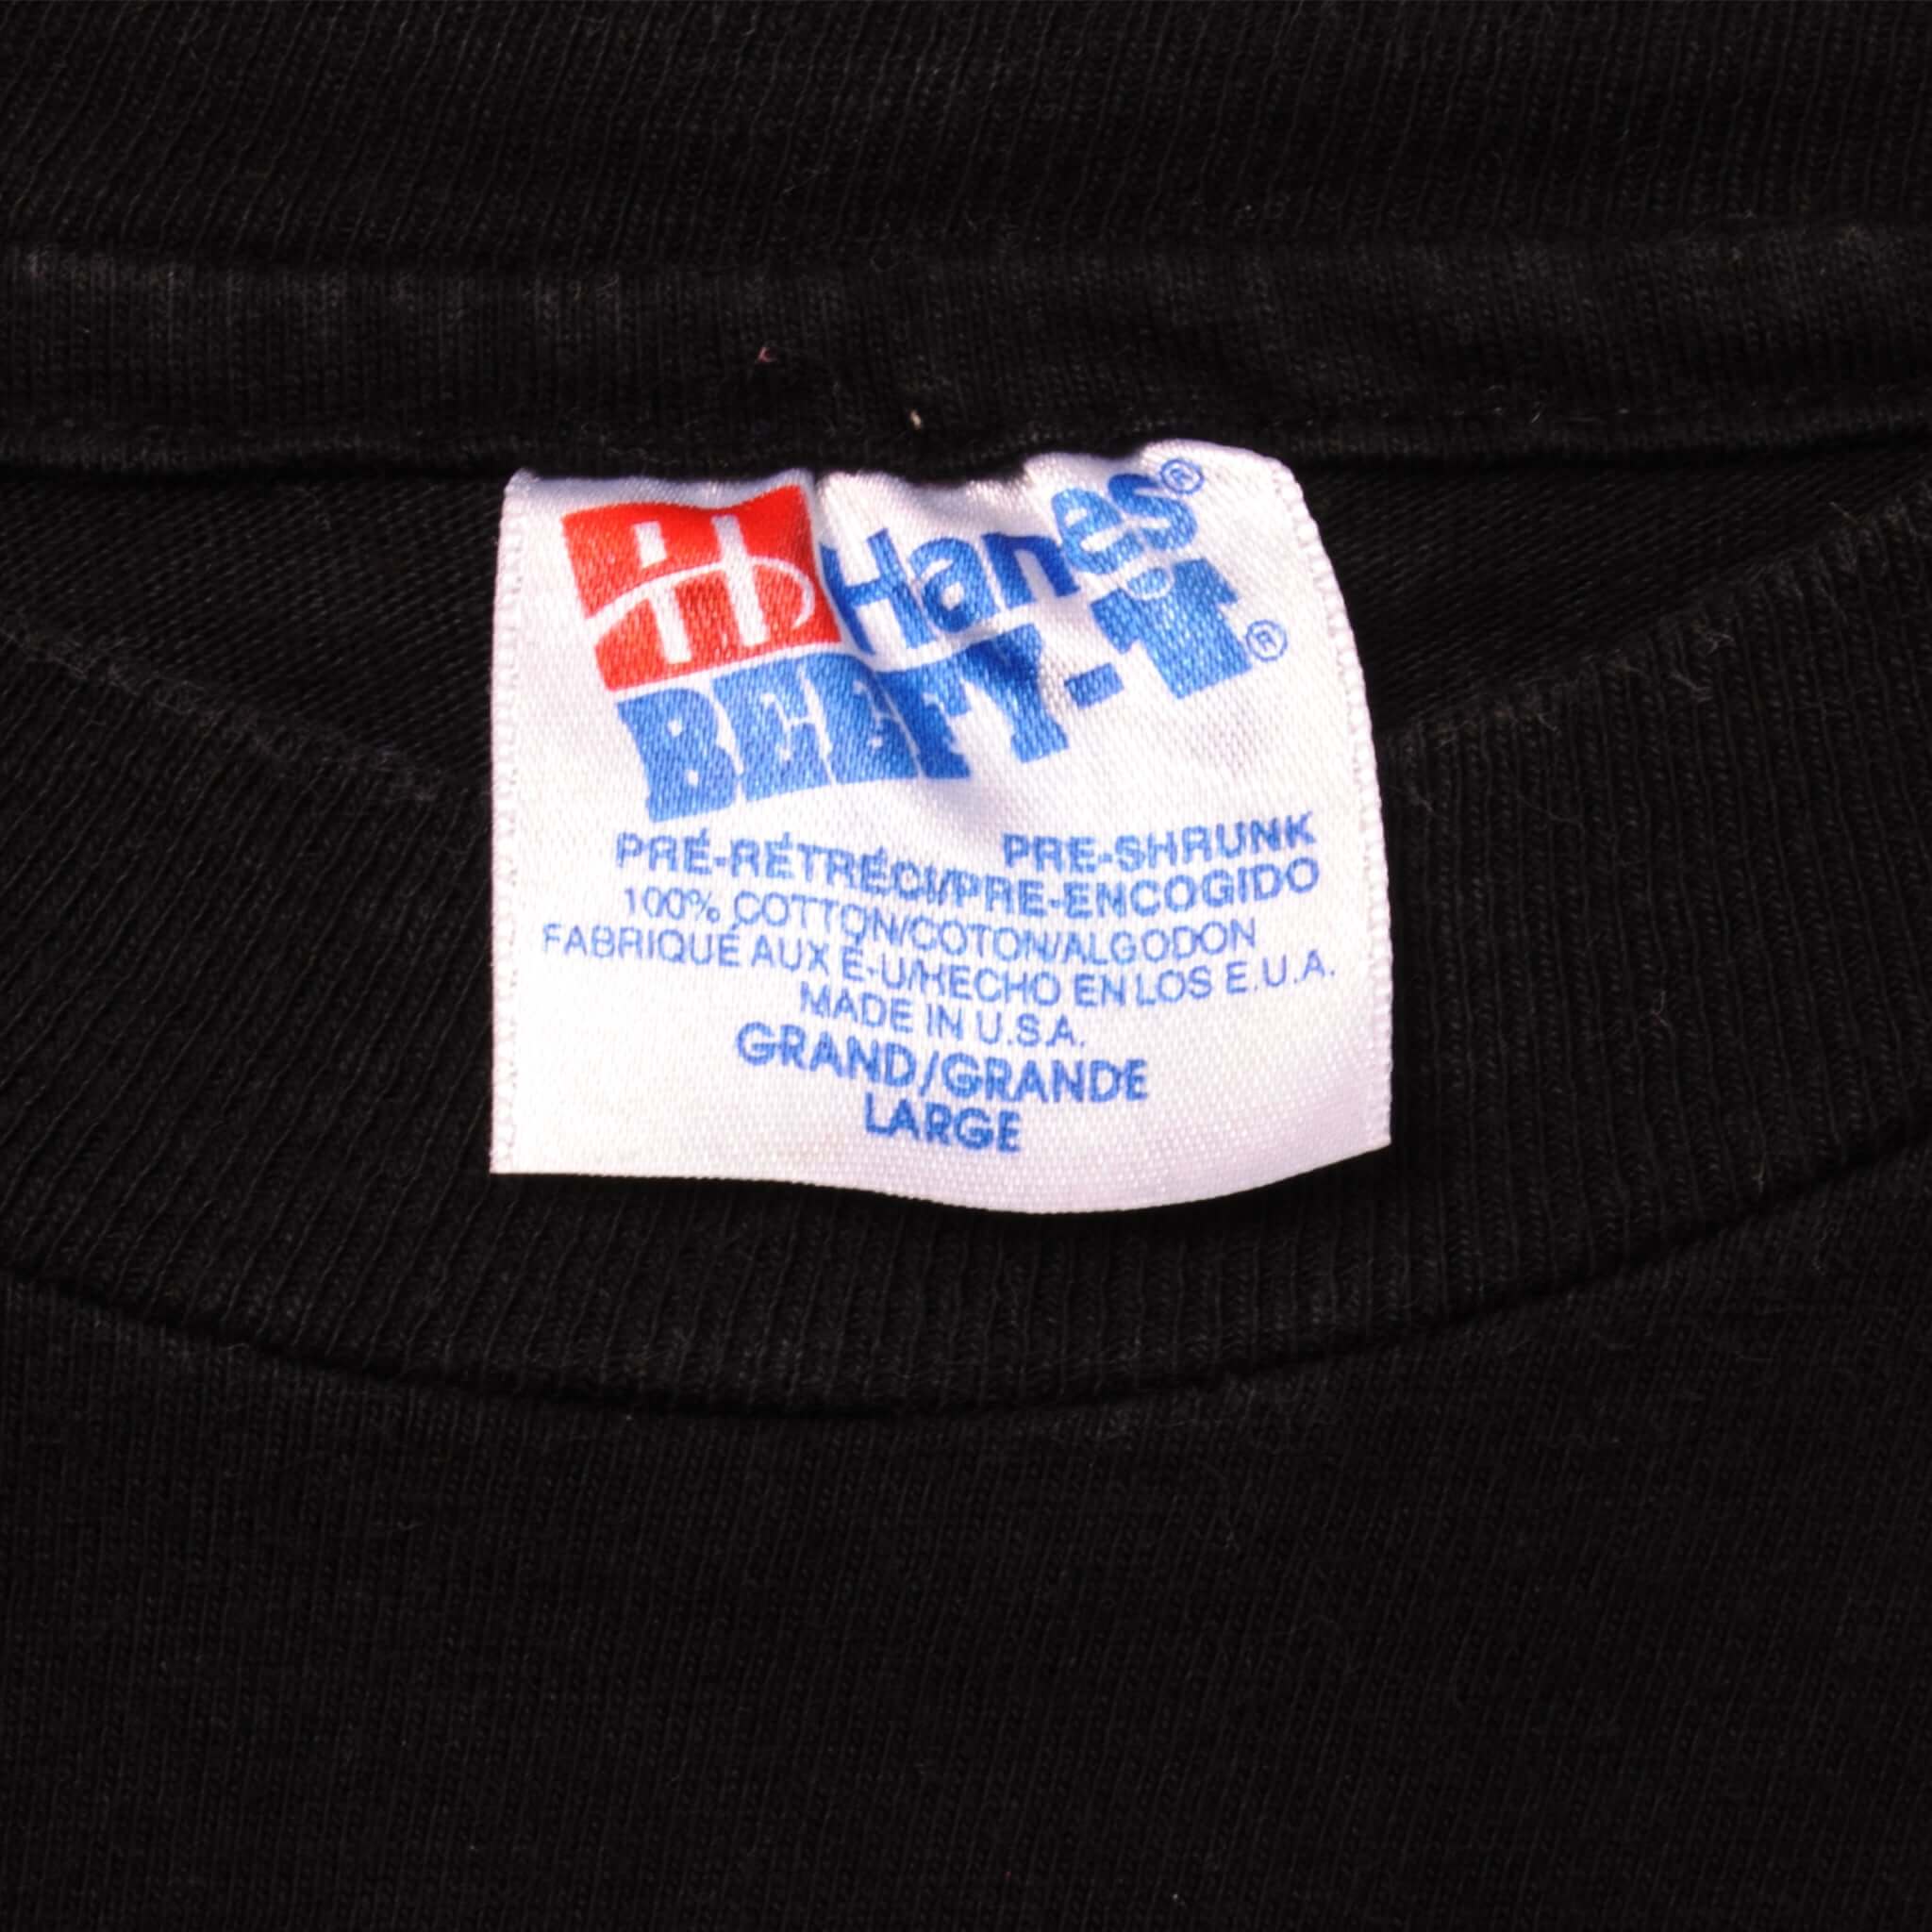 Hanes®
BEEFY-T®
PRE-SHRUNK
PRÉ-RÉTRÉCI/PRE-ENCOGIDO
100% COTTON/COTON/ALGODON
FABRIQUÉ AUX É-U/HECHO EN LOS E.U.A.
MADE IN U.S.A.
GRAND/GRANDE
LARGE